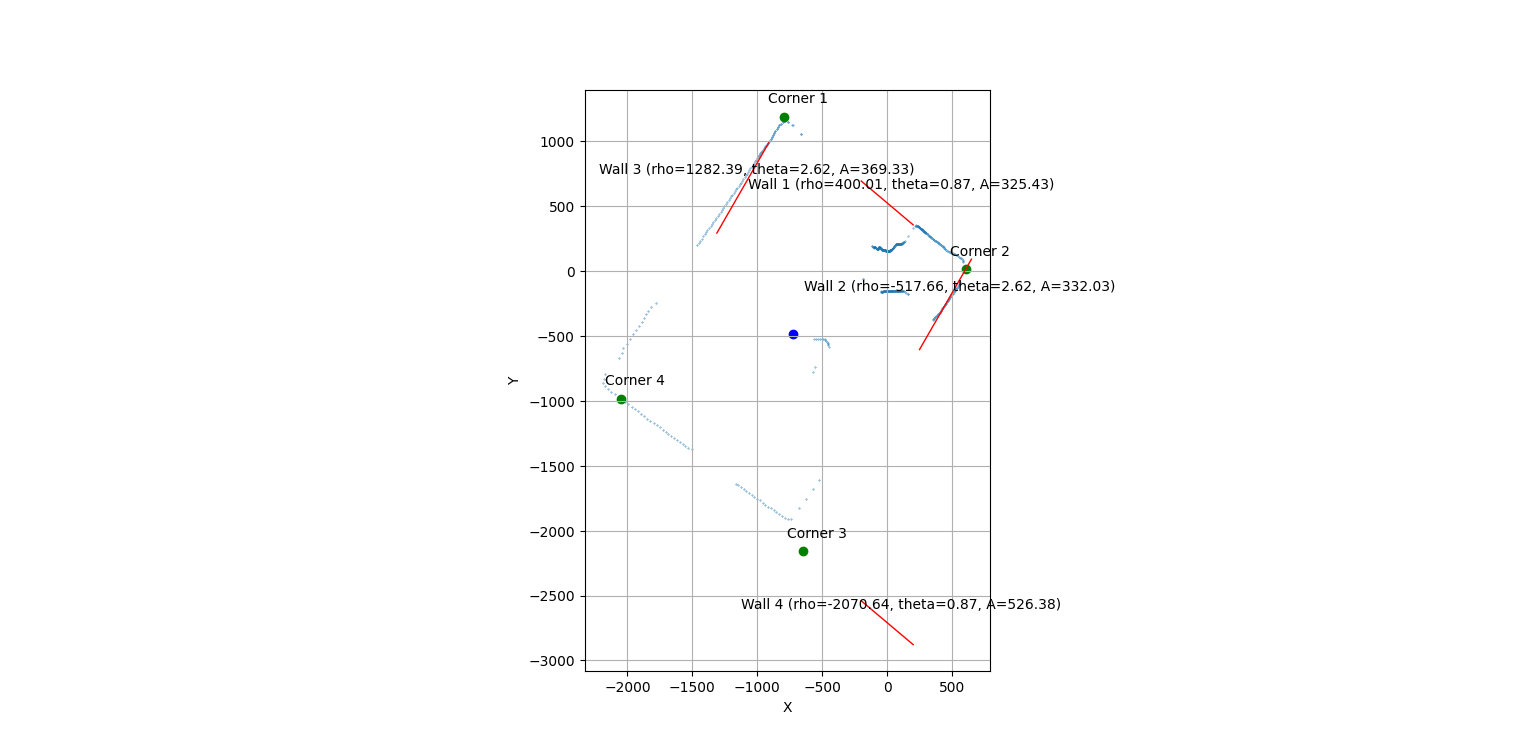 Corner 1
1000
Wall 3 (rho=1282.39, theta=2.62, A=369.33)
Wall 1 (rho=400.01, theta=0.87, A=325.43)
500
Corner 2
0
Wall 2 (rho=-517.66, theta=2.62, A=332.03)
−500
Y
Corner 4
−1000
−1500
−2000
Corner 3
−2500
Wall 4 (rho=-2070.64, theta=0.87, A=526.38)
−3000
−2000 −1500 −1000 −500 0 500
X